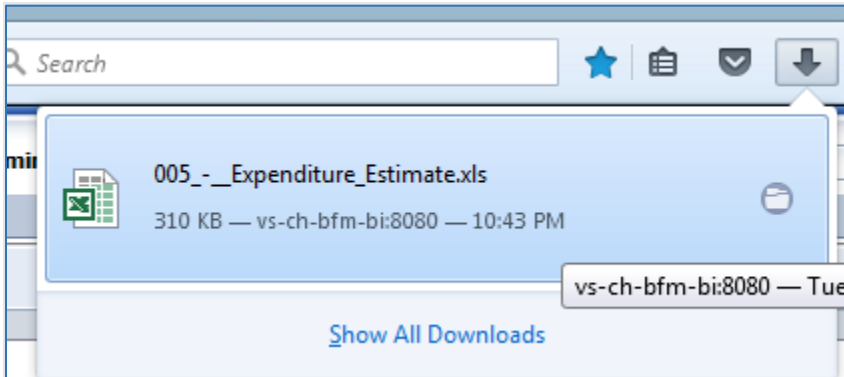 Search
min
005_-__Expenditure_Estimate.xls
310 KB — vs-ch-bfm-bi:8080 — 10:43 PM
vs-ch-bfm-bi:8080 — Tue
Show All Downloads